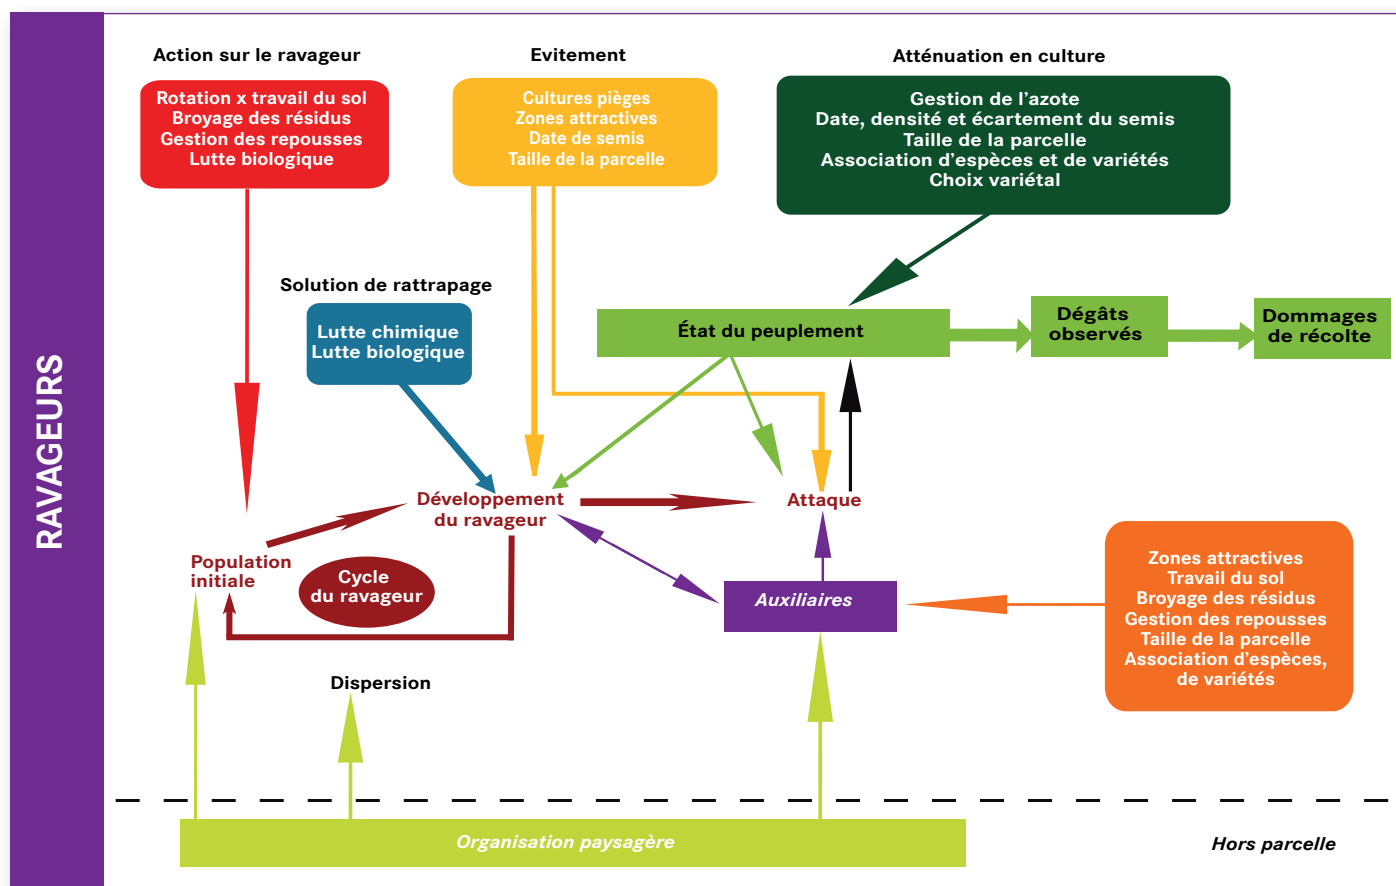 RAVAGEURS
Action sur le ravageur
Rotation x travail du sol
Broyage des résidus
Gestion des repousses
Lutte biologique
Evitement
Cultures pièges
Zones attractives
Date de semis
Taille de la parcelle
Atténuation en culture
Gestion de l’azote
Date, densité et écartement du semis
Taille de la parcelle
Association d’espèces et de variétés
Choix variétal
Solution de rattrapage
Lutte chimique
Lutte biologique
État du peuplement
Dégâts
observés
Dommages
de récolte
Développement
du ravageur
Attaque
Population
initiale
Cycle
du ravageur
Auxiliaires
Zones attractives
Travail du sol
Broyage des résidus
Gestion des repousses
Taille de la parcelle
Association d’espèces,
de variétés
Dispersion
Organisation paysagère
Hors parcelle